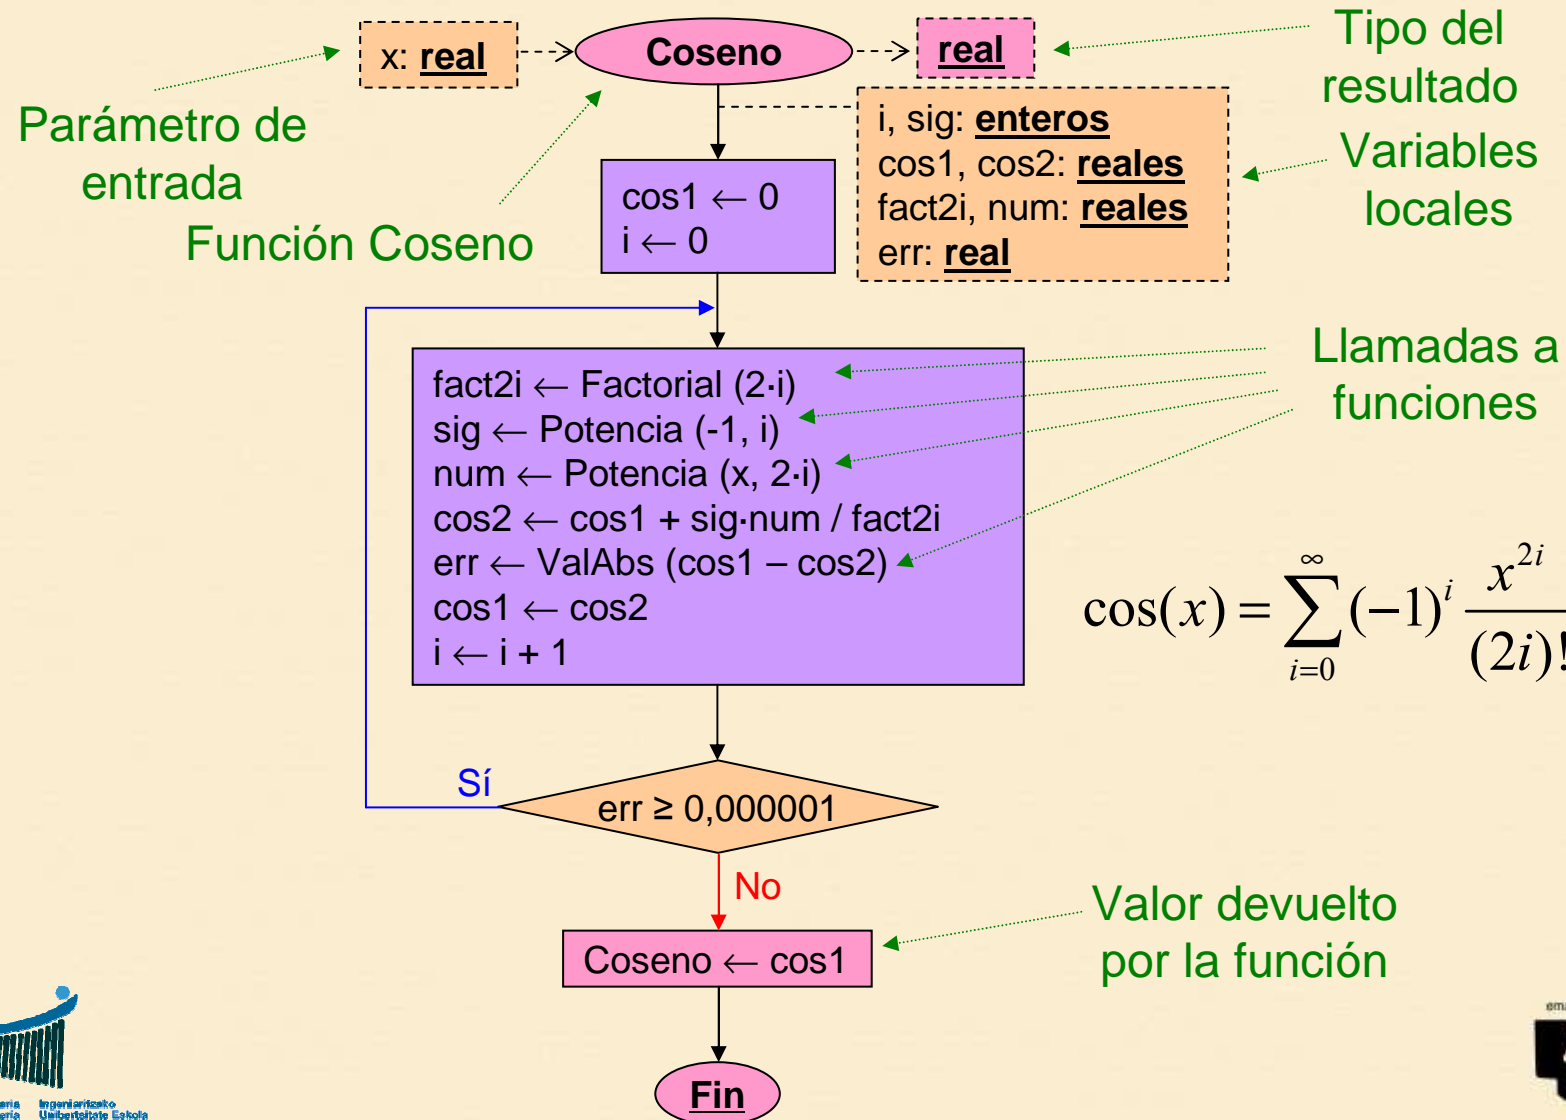 x: real
Coseno
real
Tipo del
resultado
Parámetro de
entrada
Función Coseno
i, sig: enteros
cos1, cos2: reales
fact2i, num: reales
err: real
Variables
locales
cos1 ← 0
i ← 0
Llamadas a
funciones
fact2i ← Factorial (2·i)
sig ← Potencia (-1, i)
num ← Potencia (x, 2·i)
cos2 ← cos1 + sig·num / fact2i
err ← ValAbs (cos1 – cos2)
cos1 ← cos2
i ← i + 1
cos(x) = ∑_{i=0}^{∞} (−1)^i x^{2i} / (2i)!
Sí
err ≥ 0,000001
No
Coseno ← cos1
Valor devuelto
por la función
Fin
Ingeniaritzako
Unibertsitate Eskola